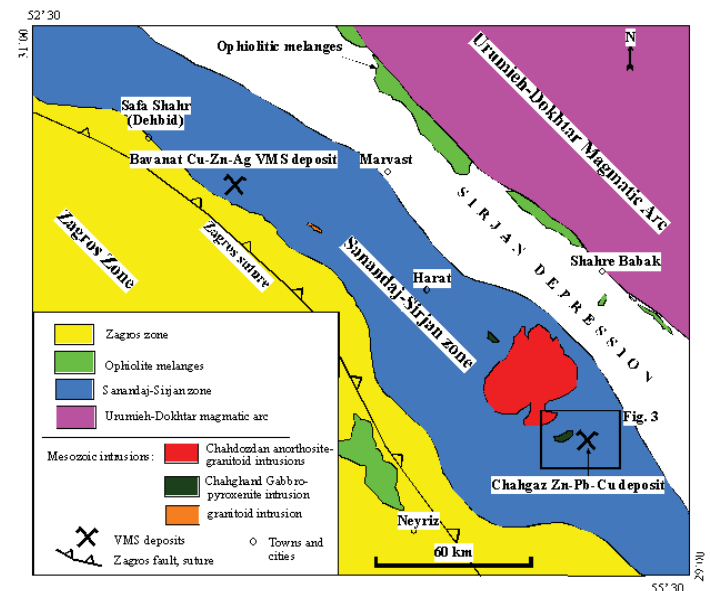 52˚30
31˚00
Ophiolitic melanges
N
Urumieh-Dokhtar Magmatic Arc
Safa Shahr
(Dehbid)
Bavanat Cu-Zn-Ag VMS deposit
Marvast
SIRJAN DEPRESSION
Zagros Zone
Zagros suture
Sanandaj-Sirjan zone
Shahre Babak
Harat
Zagros zone
Ophiolite melanges
Sanandaj-Sirjan zone
Urumieh-Dokhtar magmatic arc
Fig. 3
Mesozoic intrusions:
Chahdozdan anorthosite-
granitoid intrusions
Chahghand Gabbro-
pyroxenite intrusion
granitoid intrusion
Chahgaz Zn-Pb-Cu deposit
Neyriz
VMS deposits
Zagros fault, suture
Towns and
cities
60 km
29˚00
55˚30